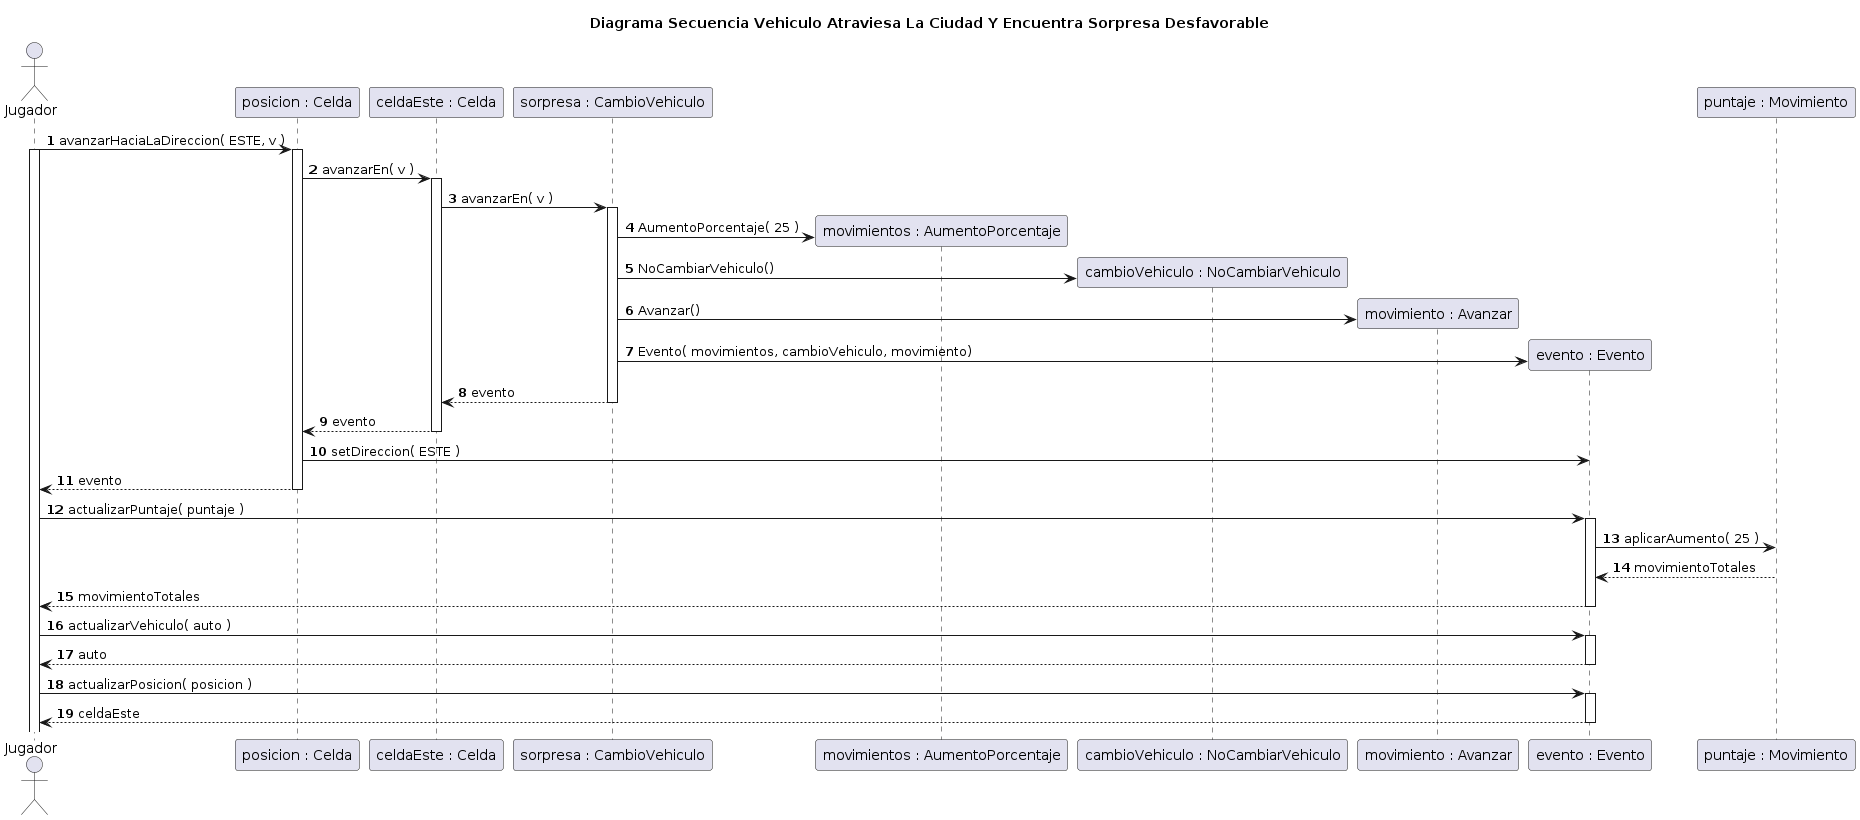 Diagrama Secuencia Vehiculo Atraviesa La Ciudad Y Encuentra Sorpresa Desfavorable
Jugador
posicion : Celda
celdaEste : Celda
sorpresa : CambioVehiculo
puntaje : Movimiento
1 avanzarHaciaLaDireccion( ESTE, v )
2 avanzarEn( v )
3 avanzarEn( v )
4 AumentoPorcentaje( 25 )
movimientos : AumentoPorcentaje
5 NoCambiarVehiculo()
cambioVehiculo : NoCambiarVehiculo
6 Avanzar()
movimiento : Avanzar
7 Evento( movimientos, cambioVehiculo, movimiento)
evento : Evento
8 evento
9 evento
10 setDireccion( ESTE )
11 evento
12 actualizarPuntaje( puntaje )
13 aplicarAumento( 25 )
14 movimientoTotales
15 movimientoTotales
16 actualizarVehiculo( auto )
17 auto
18 actualizarPosicion( posicion )
19 celdaEste
Jugador
posicion : Celda
celdaEste : Celda
sorpresa : CambioVehiculo
movimientos : AumentoPorcentaje
cambioVehiculo : NoCambiarVehiculo
movimiento : Avanzar
evento : Evento
puntaje : Movimiento